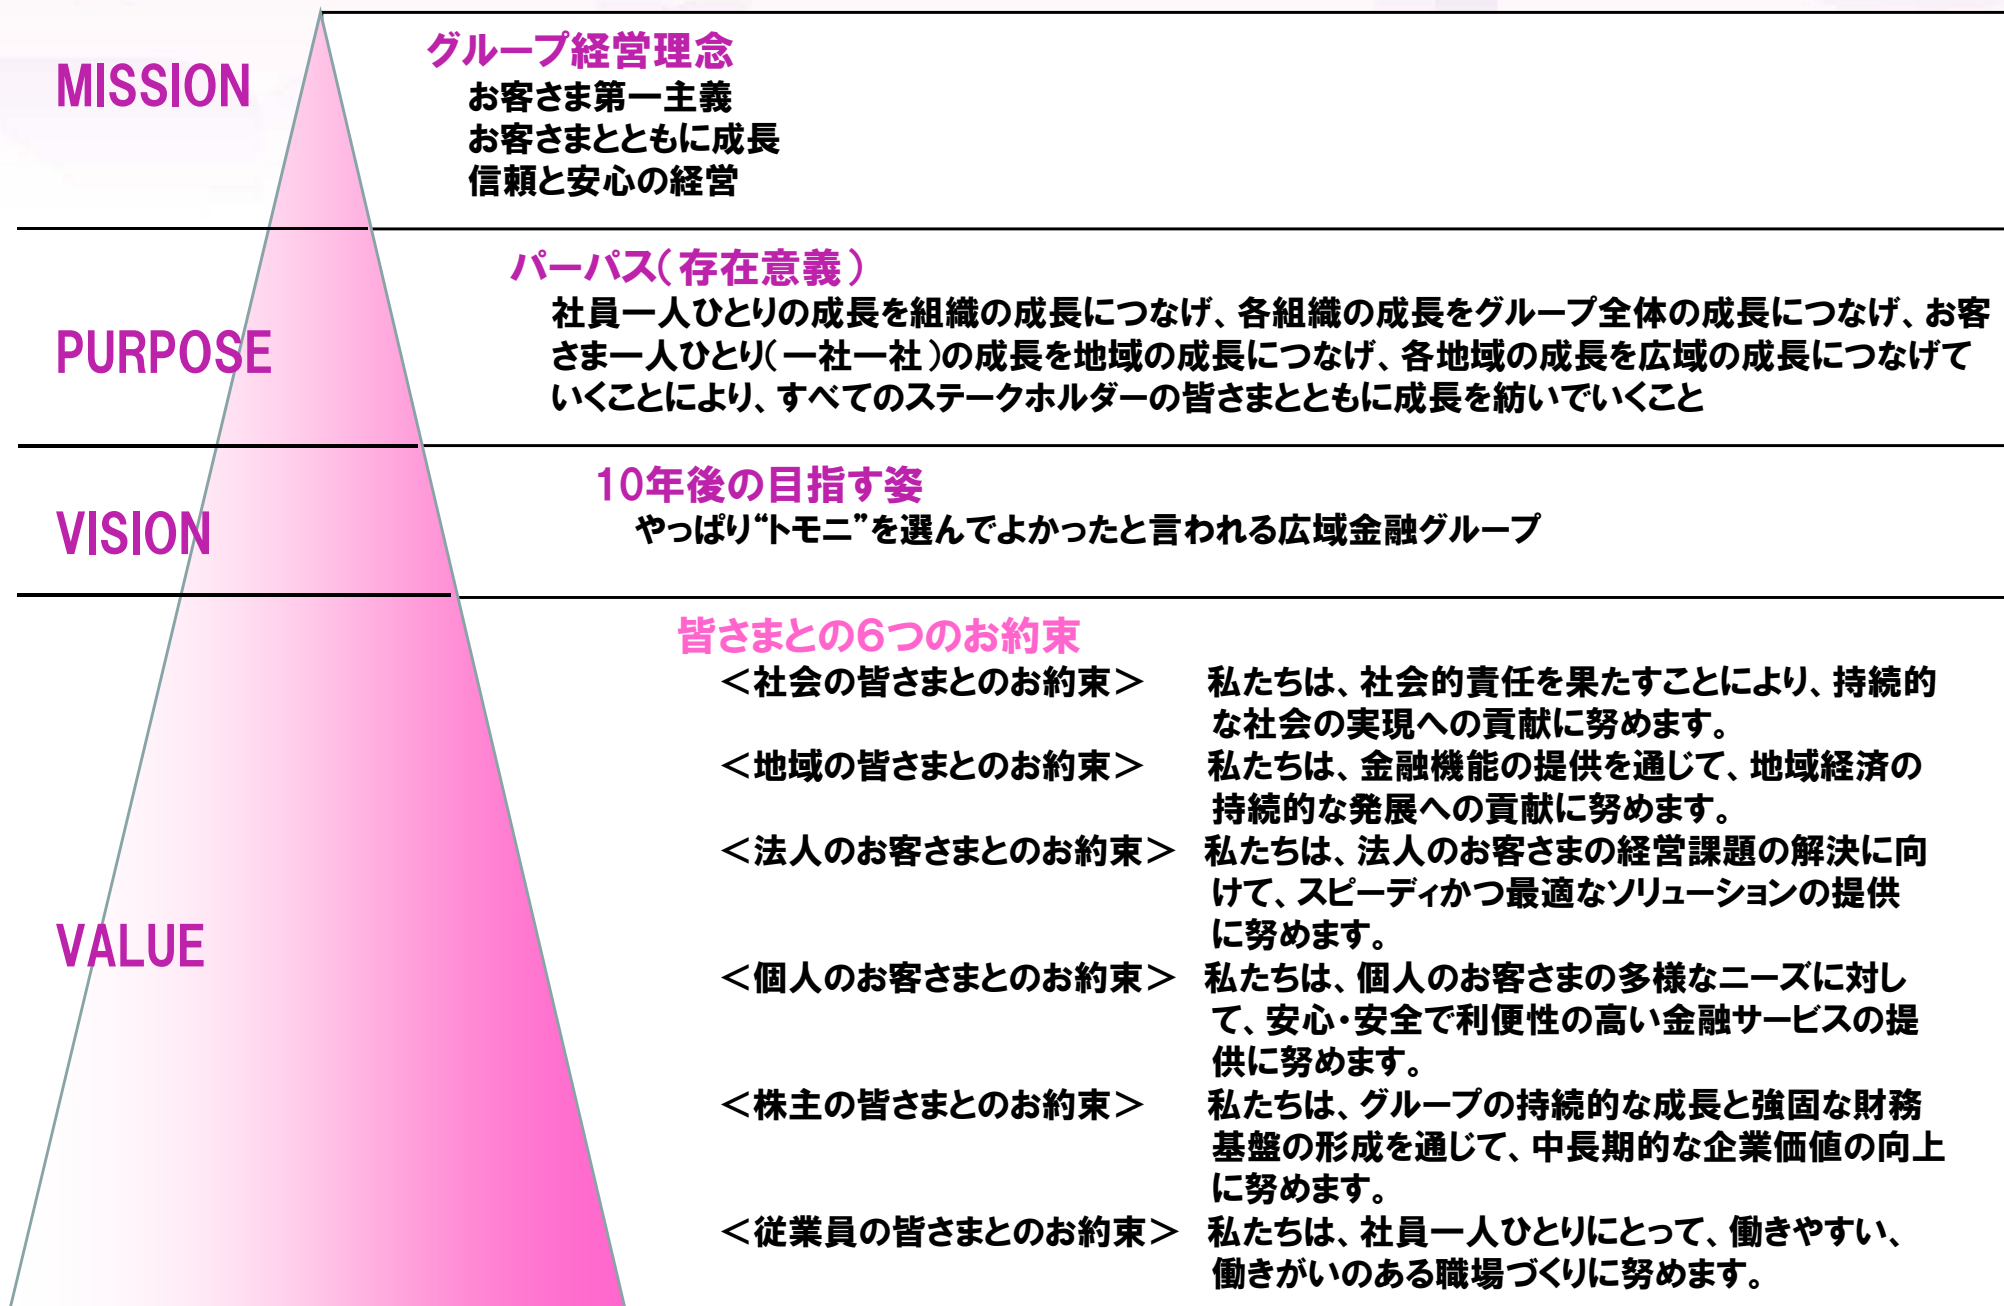 MISSION
グループ経営理念
お客さま第一主義
お客さまとともに成長
信頼と安心の経営
PURPOSE
パーパス(存在意義)
社員一人ひとりの成長を組織の成長につなげ、各組織の成長をグループ全体の成長につなげ、お客
さま一人ひとり(一社一社)の成長を地域の成長につなげ、各地域の成長を広域の成長につなげて
いくことにより、すべてのステークホルダーの皆さまとともに成長を紡いでいくこと
VISION
10年後の目指す姿
やっぱり“トモニ”を選んでよかったと言われる広域金融グループ
VALUE
皆さまとの6つのお約束
＜社会の皆さまとのお約束＞ 私たちは、社会的責任を果たすことにより、持続的
な社会の実現への貢献に努めます。
＜地域の皆さまとのお約束＞ 私たちは、金融機能の提供を通じて、地域経済の
持続的な発展への貢献に努めます。
＜法人のお客さまとのお約束＞ 私たちは、法人のお客さまの経営課題の解決に向
けて、スピーディかつ最適なソリューションの提供
に努めます。
＜個人のお客さまとのお約束＞ 私たちは、個人のお客さまの多様なニーズに対し
て、安心・安全で利便性の高い金融サービスの提
供に努めます。
＜株主の皆さまとのお約束＞ 私たちは、グループの持続的な成長と強固な財務
基盤の形成を通じて、中長期的な企業価値の向上
に努めます。
＜従業員の皆さまとのお約束＞ 私たちは、社員一人ひとりにとって、働きやすい、
働きがいのある職場づくりに努めます。